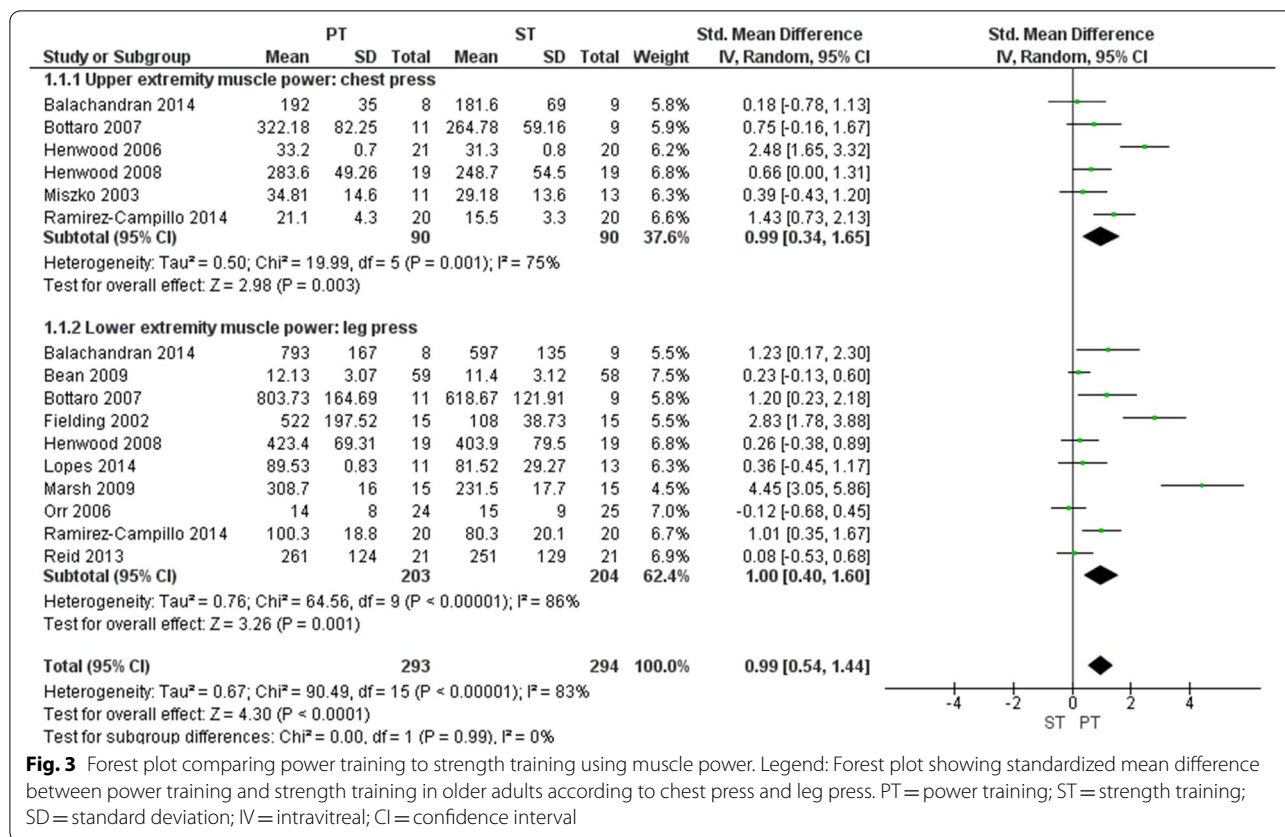 PT ST Std. Mean Difference Std. Mean Difference
Study or Subgroup Mean SD Total Mean SD Total Weight IV, Random, 95% CI IV, Random, 95% CI
1.1.1 Upper extremity muscle power: chest press
Balachandran 2014 192 35 8 181.6 69 9 5.8% 0.18 [-0.78, 1.13]
Bottaro 2007 322.18 82.25 11 264.78 59.16 9 5.9% 0.75 [-0.16, 1.67]
Henwood 2006 33.2 0.7 21 31.3 0.8 20 6.2% 2.48 [1.65, 3.32]
Henwood 2008 283.6 49.26 19 248.7 54.5 19 6.8% 0.66 [0.00, 1.31]
Miszko 2003 34.81 14.6 11 29.18 13.6 13 6.3% 0.39 [-0.43, 1.20]
Ramirez-Campillo 2014 21.1 4.3 20 15.5 3.3 20 6.6% 1.43 [0.73, 2.13]
Subtotal (95% CI) 90 90 37.6% 0.99 [0.34, 1.65]
Heterogeneity: Tau² = 0.50; Chi² = 19.99, df = 5 (P = 0.001); I² = 75%
Test for overall effect: Z = 2.98 (P = 0.003)
1.1.2 Lower extremity muscle power: leg press
Balachandran 2014 793 167 8 597 135 9 5.5% 1.23 [0.17, 2.30]
Bean 2009 12.13 3.07 59 11.4 3.12 58 7.5% 0.23 [-0.13, 0.60]
Bottaro 2007 803.73 164.69 11 618.67 121.91 9 5.8% 1.20 [0.23, 2.18]
Fielding 2002 522 197.52 15 108 38.73 15 5.5% 2.83 [1.78, 3.88]
Henwood 2008 423.4 69.31 19 403.9 79.5 19 6.8% 0.26 [-0.38, 0.89]
Lopes 2014 89.53 0.83 11 81.52 29.27 13 6.3% 0.36 [-0.45, 1.17]
Marsh 2009 308.7 16 15 231.5 17.7 15 4.5% 4.45 [3.05, 5.86]
Orr 2006 14 8 24 15 9 25 7.0% -0.12 [-0.68, 0.45]
Ramirez-Campillo 2014 100.3 18.8 20 80.3 20.1 20 6.7% 1.01 [0.35, 1.67]
Reid 2013 261 124 21 251 129 21 6.9% 0.08 [-0.53, 0.68]
Subtotal (95% CI) 203 204 62.4% 1.00 [0.40, 1.60]
Heterogeneity: Tau² = 0.76; Chi² = 64.56, df = 9 (P < 0.00001); I² = 86%
Test for overall effect: Z = 3.26 (P = 0.001)
Total (95% CI) 293 294 100.0% 0.99 [0.54, 1.44]
Heterogeneity: Tau² = 0.67; Chi² = 90.49, df = 15 (P < 0.00001); I² = 83%
Test for overall effect: Z = 4.30 (P < 0.0001)
Test for subgroup differences: Chi² = 0.00, df = 1 (P = 0.99), I² = 0%
-4 -2 0 2 4
ST PT
Fig. 3 Forest plot comparing power training to strength training using muscle power. Legend: Forest plot showing standardized mean difference
between power training and strength training in older adults according to chest press and leg press. PT = power training; ST = strength training;
SD = standard deviation; IV = intravitreal; CI = confidence interval